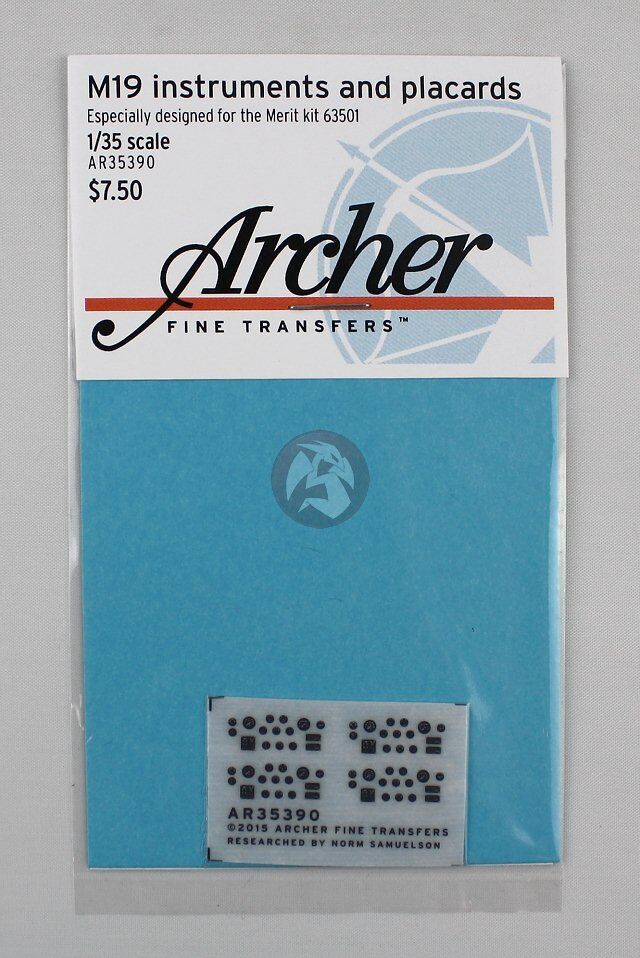 M19 instruments and placards
Especially designed for the Merit kit 63501
1/35 scale
AR35390
$7.50
Archer
FINE TRANSFERS™
AR35390
©2015 ARCHER FINE TRANSFERS
RESEARCHED BY NORM SAMUELSON